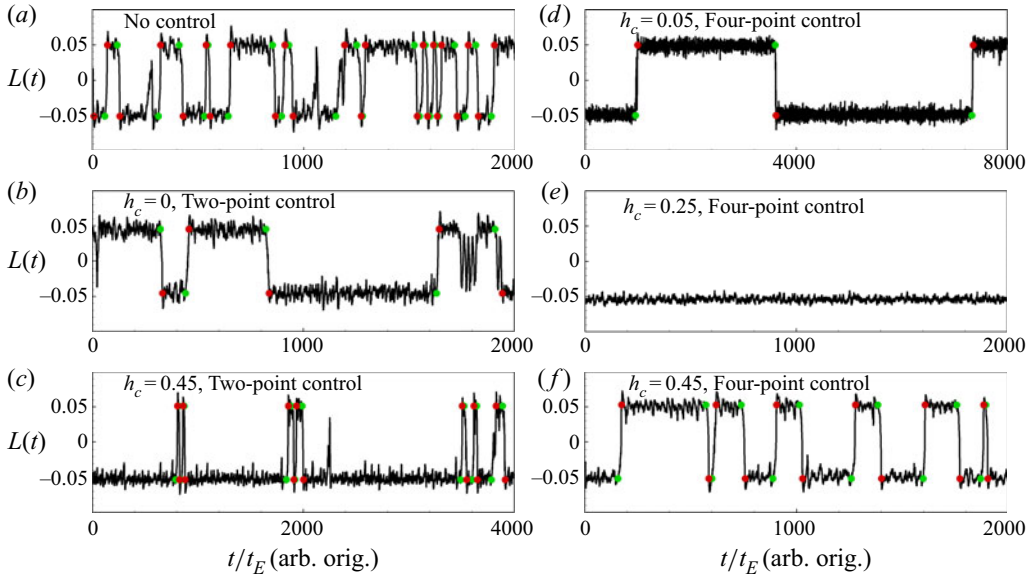 (a)
No control
0.05
L(t)
0
−0.05
0
1000
2000
(b)
h_c = 0, Two-point control
0.05
L(t)
0
−0.05
0
1000
2000
(c)
h_c = 0.45, Two-point control
0.05
L(t)
0
−0.05
0
2000
4000
t/t_E (arb. orig.)
(d)
h_c = 0.05, Four-point control
0.05
0
−0.05
0
4000
8000
(e)
h_c = 0.25, Four-point control
0.05
0
−0.05
0
1000
2000
(f)
h_c = 0.45, Four-point control
0.05
0
−0.05
0
1000
2000
t/t_E (arb. orig.)